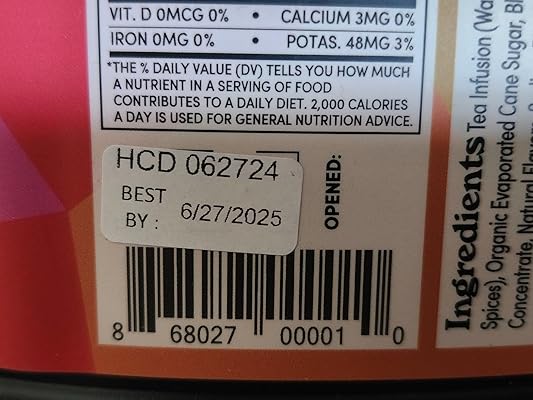 VIT. D 0MCG 0% • CALCIUM 3MG 0%
IRON 0MG 0% • POTAS. 48MG 3%
*THE % DAILY VALUE (DV) TELLS YOU HOW MUCH
A NUTRIENT IN A SERVING OF FOOD
CONTRIBUTES TO A DAILY DIET. 2,000 CALORIES
A DAY IS USED FOR GENERAL NUTRITION ADVICE.
HCD 062724
BEST
BY : 6/27/2025
OPENED:
8 68027 00001 0
Ingredients Tea Infusion
Spices), Organic Evaporated Cane Sugar,
Concentrate, Natural